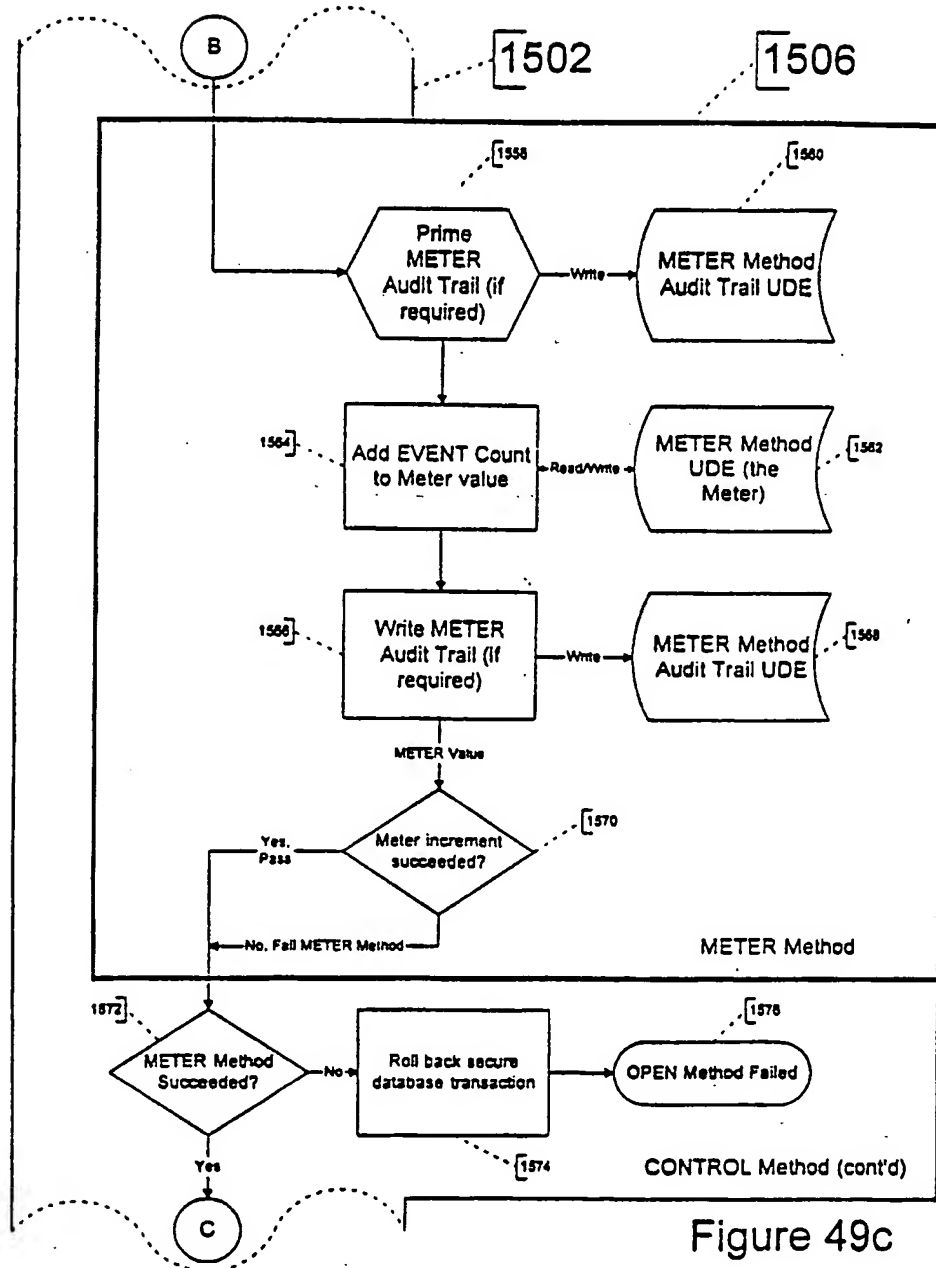 B
1502
1506
1558
1560
Prime
METER
Audit Trail (if
required)
Write
METER Method
Audit Trail UDE
1564
Add EVENT Count
to Meter value
Read/Write
METER Method
UDE (the
Meter)
1562
1566
Write METER
Audit Trail (if
required)
Write
METER Method
Audit Trail UDE
1568
METER Value
Meter increment
succeeded?
1570
Yes,
Pass
No, Fail METER Method
METER Method
1572
METER Method
Succeeded?
No
Roll back secure
database transaction
1576
OPEN Method Failed
Yes
1574
CONTROL Method (cont'd)
C
Figure 49c